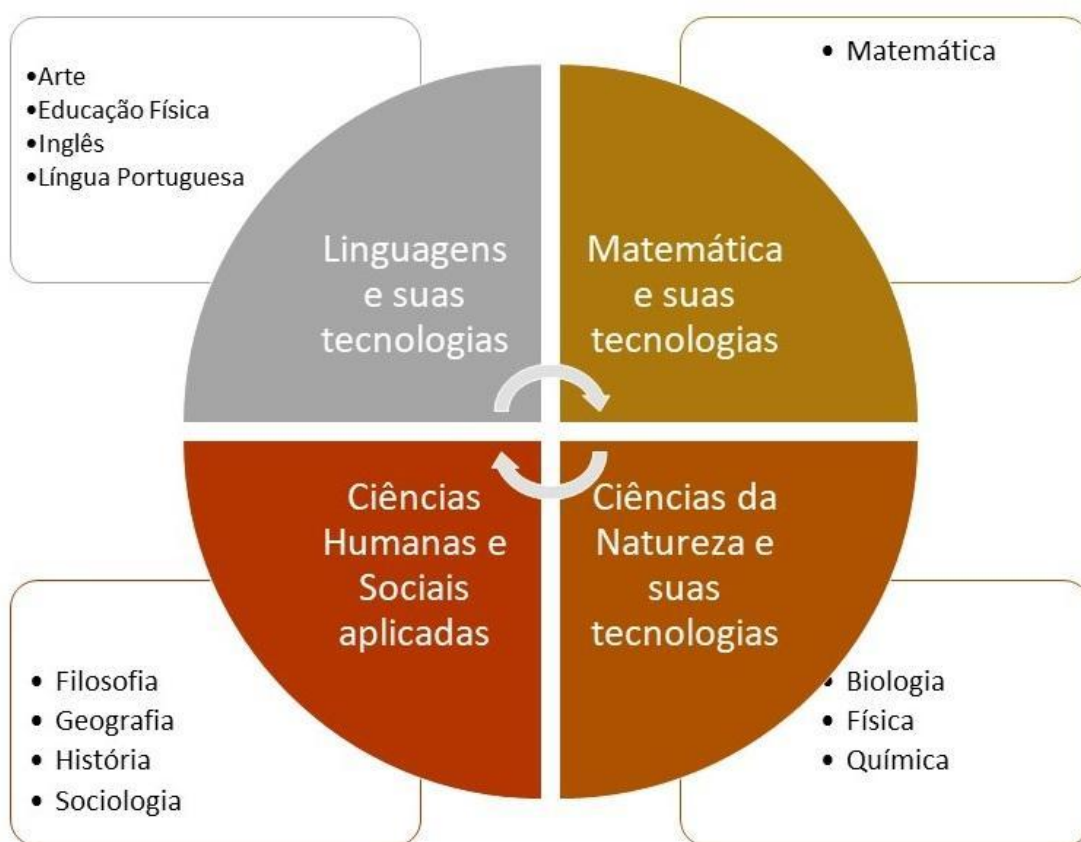 •Arte
•Educação Física
•Inglês
•Língua Portuguesa
• Matemática
Linguagens
e suas
tecnologias
Matemática
e suas
tecnologias
Ciências
Humanas e
Sociais
aplicadas
Ciências da
Natureza e
suas
tecnologias
• Filosofia
• Geografia
• História
• Sociologia
• Biologia
• Física
• Química